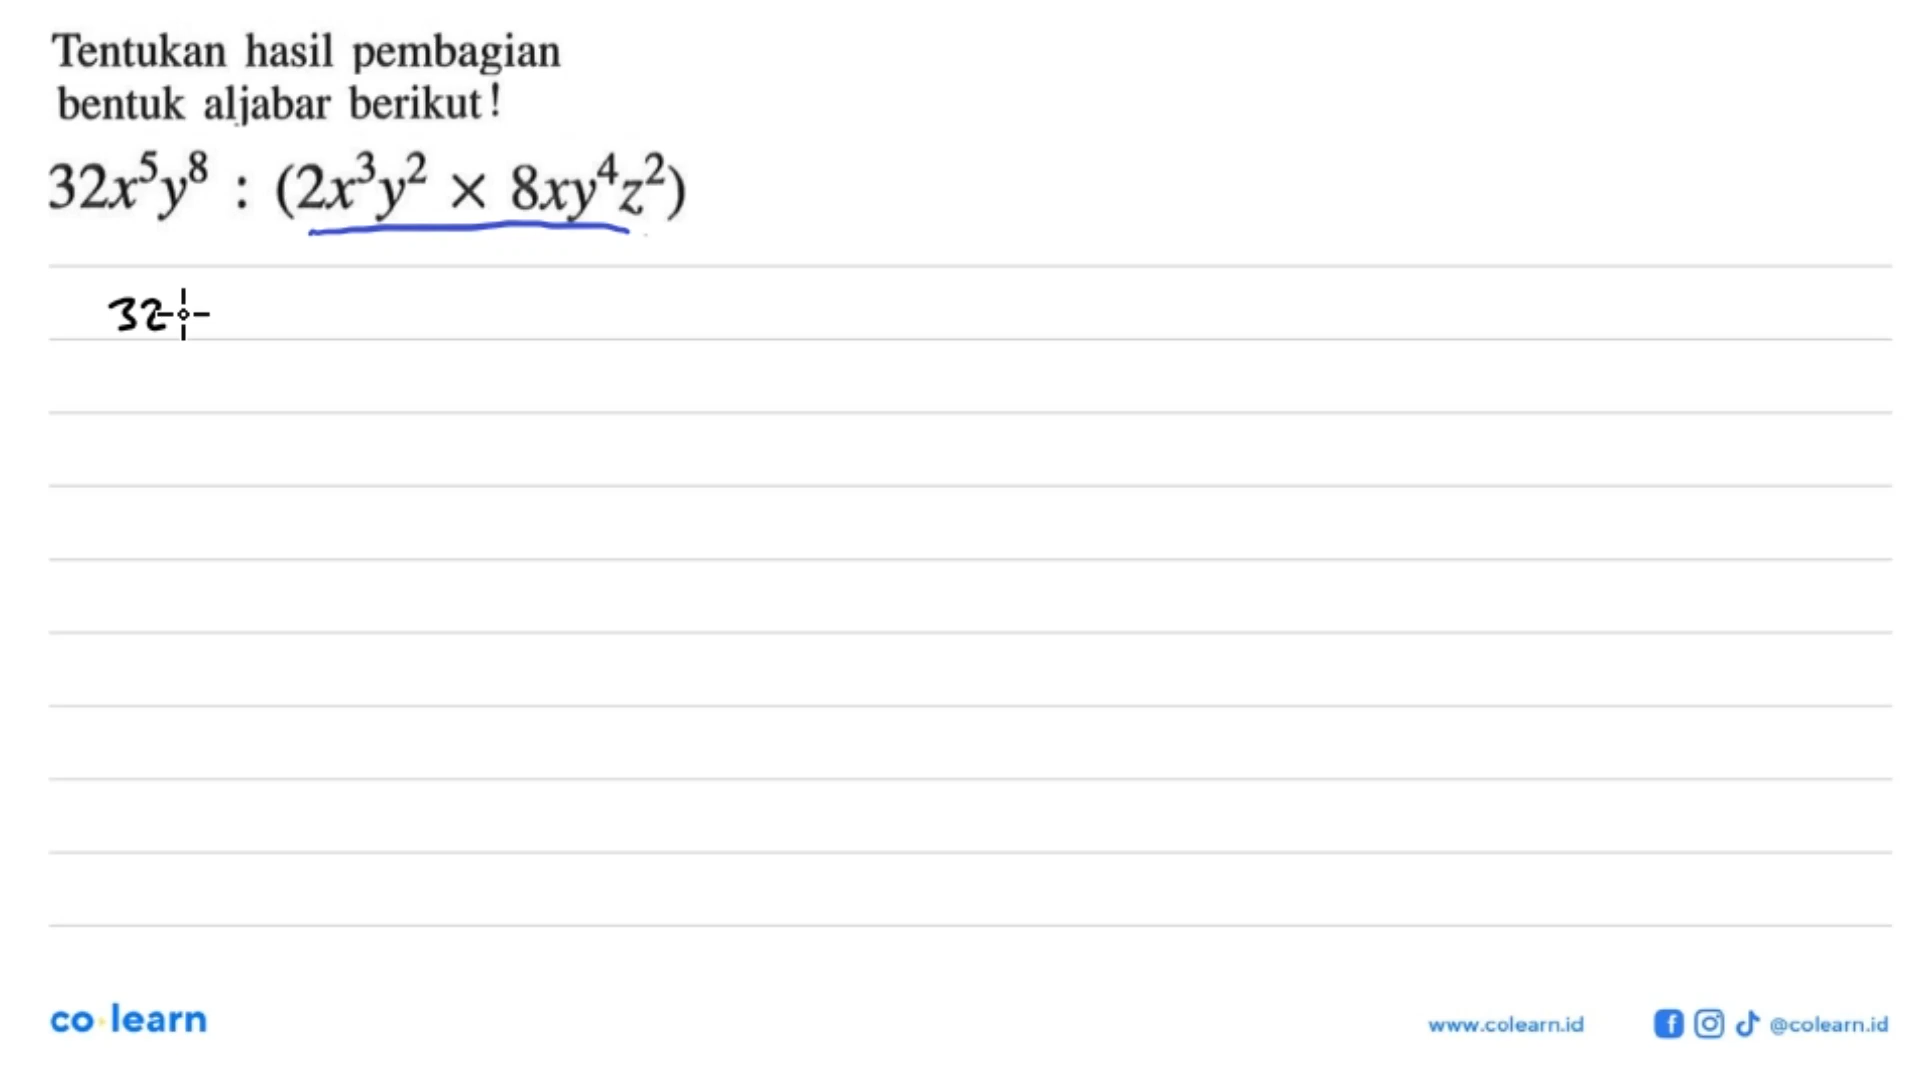 Tentukan hasil pembagian
bentuk aljabar berikut!
32x⁵y⁸ : (2x³y² × 8xy⁴z²)
32
co learn
www.colearn.id
@colearn.id